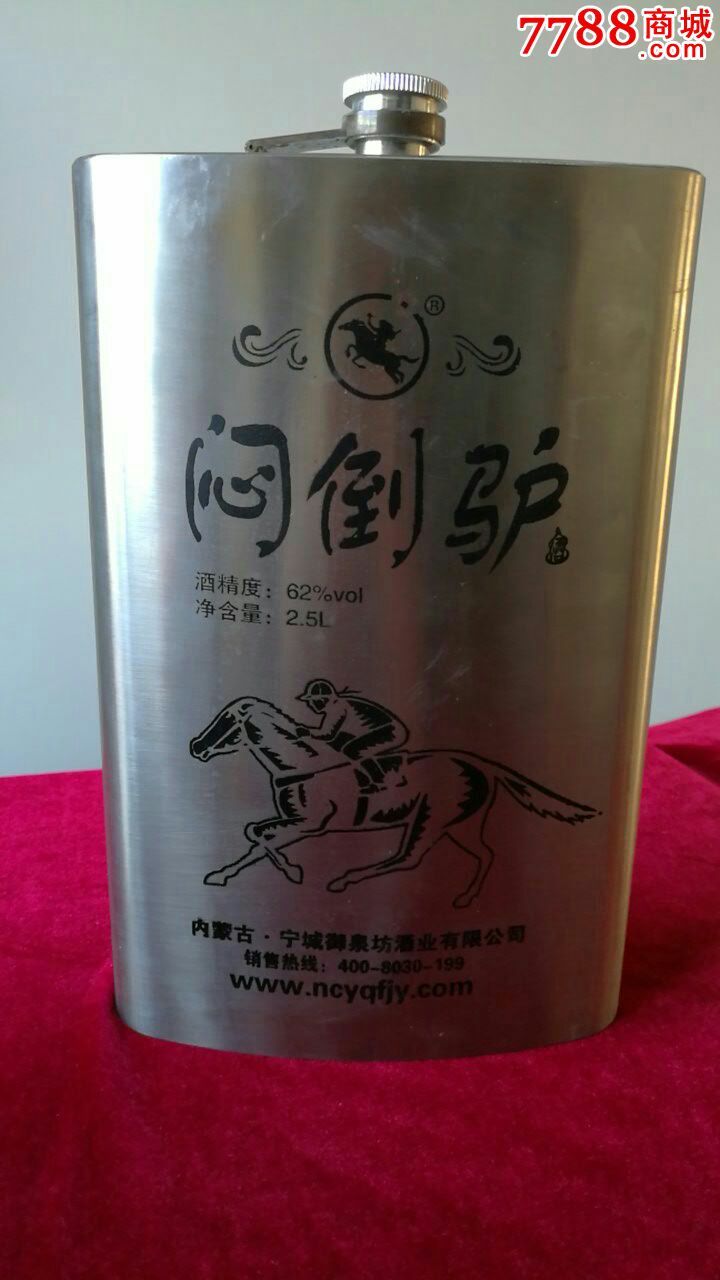 7788商城
.com
®
闷倒驴
酒精度：62%vol
净含量：2.5L
内蒙古·宁城御泉坊酒业有限公司
销售热线：400-8030-199
www.ncyqfjy.com